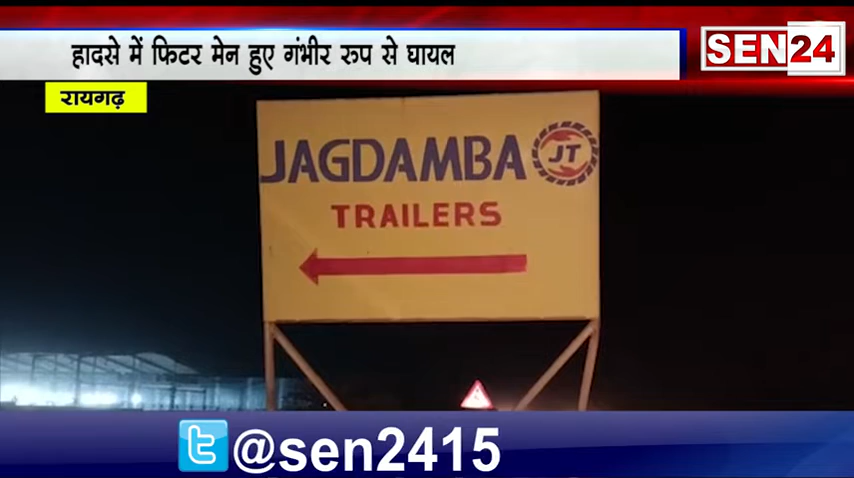 हादसे में फिटर मेन हुए गंभीर रुप से घायल
SEN24
रायगढ़
JAGDAMBA
JT
TRAILERS
@sen2415